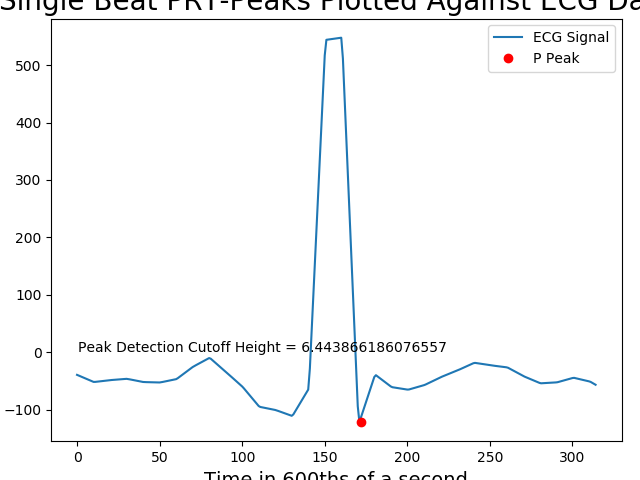 Single Beat PRT-Peaks Plotted Against ECG Da
ECG Signal
P Peak
500
400
300
200
100
0
−100
Peak Detection Cutoff Height = 6.443866186076557
0 50 100 150 200 250 300
Time in 600ths of a second